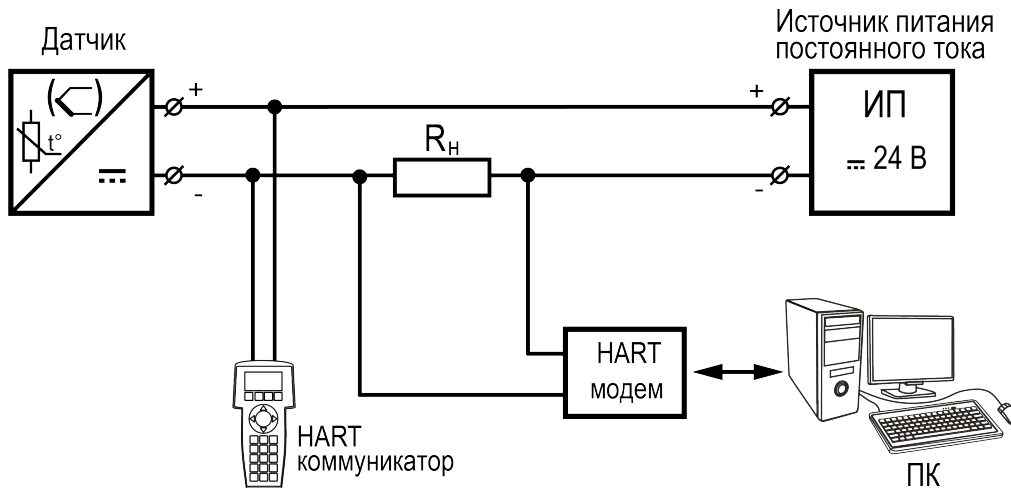 Датчик
Источник питания
постоянного тока
t°
+
-
Rн
+
-
ИП
24 В
HART
модем
HART
коммуникатор
ПК